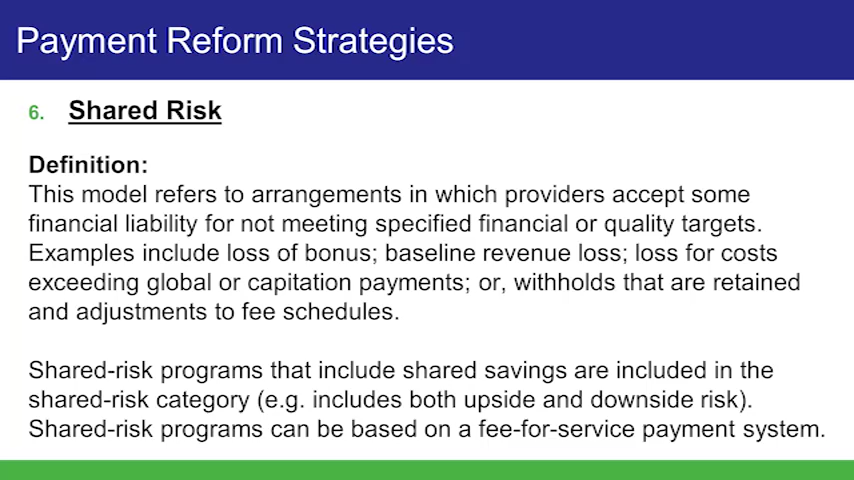 Payment Reform Strategies
6. Shared Risk
Definition:
This model refers to arrangements in which providers accept some
financial liability for not meeting specified financial or quality targets.
Examples include loss of bonus; baseline revenue loss; loss for costs
exceeding global or capitation payments; or, withholds that are retained
and adjustments to fee schedules.
Shared-risk programs that include shared savings are included in the
shared-risk category (e.g. includes both upside and downside risk).
Shared-risk programs can be based on a fee-for-service payment system.